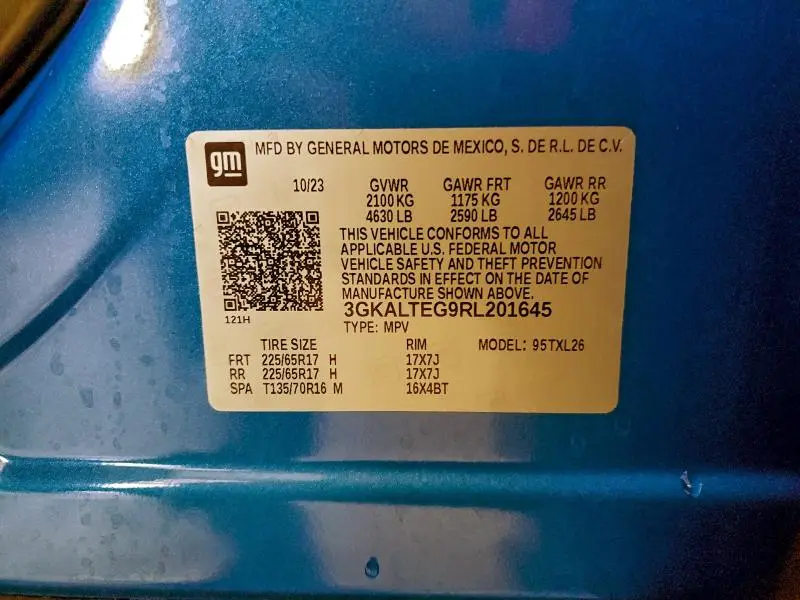 gm MFD BY GENERAL MOTORS DE MEXICO, S. DE R.L. DE C.V.
10/23 GVWR GAWR FRT GAWR RR
2100 KG 1175 KG 1200 KG
4630 LB 2590 LB 2645 LB
THIS VEHICLE CONFORMS TO ALL
APPLICABLE U.S. FEDERAL MOTOR
VEHICLE SAFETY AND THEFT PREVENTION
STANDARDS IN EFFECT ON THE DATE OF
MANUFACTURE SHOWN ABOVE.
3GKALTEG9RL201645
121H TYPE: MPV
TIRE SIZE RIM MODEL: 95TXL26
FRT 225/65R17 H 17X7J
RR 225/65R17 H 17X7J
SPA T135/70R16 M 16X4BT